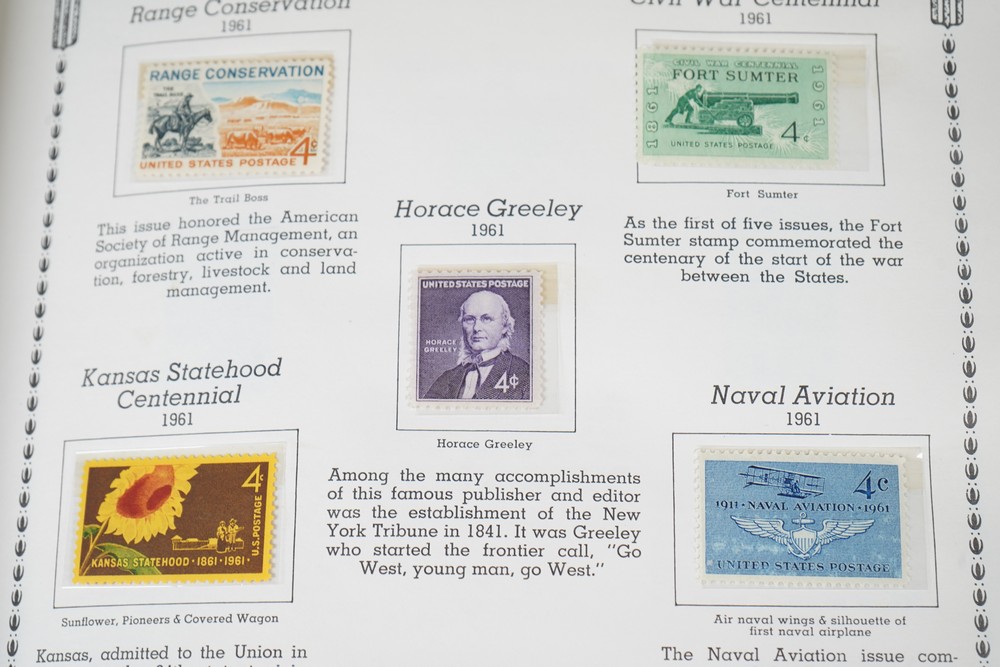 Range Conservation
1961
RANGE CONSERVATION
THE TRAIL BOSS
4¢
UNITED STATES POSTAGE
The Trail Boss
This issue honored the American
Society of Range Management, an
organization active in conserva-
tion, forestry, livestock and land
management.
Civil War Centennial
1961
CIVIL WAR CENTENNIAL
FORT SUMTER
1861
1961
4¢
UNITED STATES POSTAGE
Fort Sumter
As the first of five issues, the Fort
Sumter stamp commemorated the
centenary of the start of the war
between the States.
Horace Greeley
1961
UNITED STATES POSTAGE
HORACE
GREELEY
4¢
Horace Greeley
Among the many accomplishments
of this famous publisher and editor
was the establishment of the New
York Tribune in 1841. It was Greeley
who started the frontier call, "Go
West, young man, go West."
Kansas Statehood
Centennial
1961
4¢
U.S. POSTAGE
KANSAS STATEHOOD · 1861 · 1961 ·
Sunflower, Pioneers & Covered Wagon
Kansas, admitted to the Union in
Naval Aviation
1961
4c
1911 · NAVAL AVIATION · 1961
UNITED STATES POSTAGE
Air naval wings & silhouette of
first naval airplane
The Naval Aviation issue com-